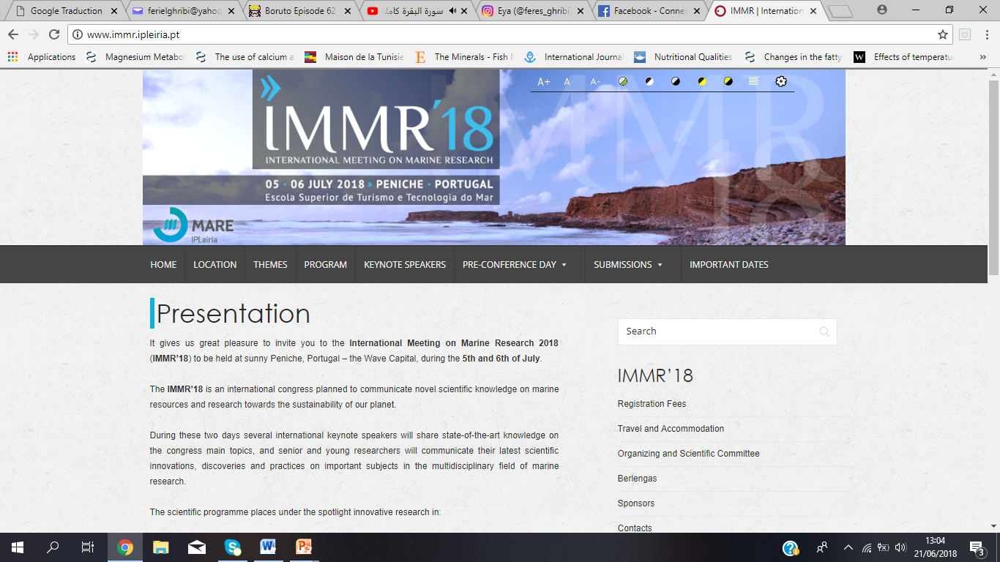 Google Traduction
ferielghribi@yahoo
Boruto Episode 62
سورة البقرة كاملة
Eya (@feres_ghribi)
Facebook - Connex
IMMR | Internation
www.immr.ipleiria.pt
Applications
Magnesium Metabol
The use of calcium a
Maison de la Tunisie
The Minerals - Fish N
International Journal
Nutritional Qualities
Changes in the fatty
Effects of temperatu
»
A+ A A-
IMMR'18
IMMR'18
INTERNATIONAL MEETING ON MARINE RESEARCH
05 • 06 JULY 2018 » PENICHE • PORTUGAL
Escola Superior de Turismo e Tecnologia do Mar
MARE
IPLeiria
HOME LOCATION THEMES PROGRAM KEYNOTE SPEAKERS PRE-CONFERENCE DAY SUBMISSIONS IMPORTANT DATES
Presentation
It gives us great pleasure to invite you to the International Meeting on Marine Research 2018
(IMMR'18) to be held at sunny Peniche, Portugal – the Wave Capital, during the 5th and 6th of July.
The IMMR'18 is an international congress planned to communicate novel scientific knowledge on marine
resources and research towards the sustainability of our planet.
During these two days several international keynote speakers will share state-of-the-art knowledge on
the congress main topics, and senior and young researchers will communicate their latest scientific
innovations, discoveries and practices on important subjects in the multidisciplinary field of marine
research.
The scientific programme places under the spotlight innovative research in:
Search
IMMR'18
Registration Fees
Travel and Accommodation
Organizing and Scientific Committee
Berlengas
Sponsors
Contacts
13:04
21/06/2018
3